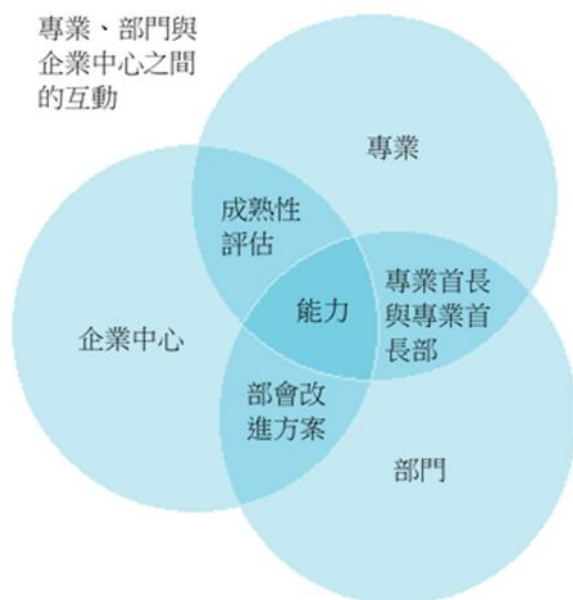 專業、部門與
企業中心之間
的互動
專業
成熟性
評估
專業首長
與專業首
長部
能力
企業中心
部會改
進方案
部門